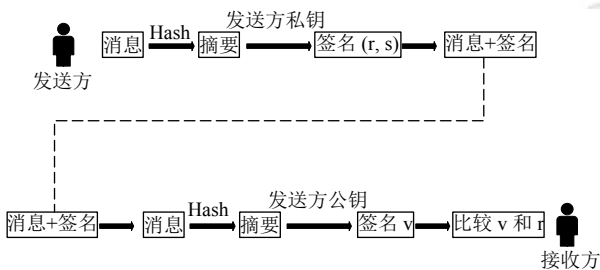 发送方私钥
消息 Hash 摘要 签名 (r, s) 消息+签名
发送方
发送方公钥
消息+签名 消息 Hash 摘要 签名 v 比较 v 和 r
接收方